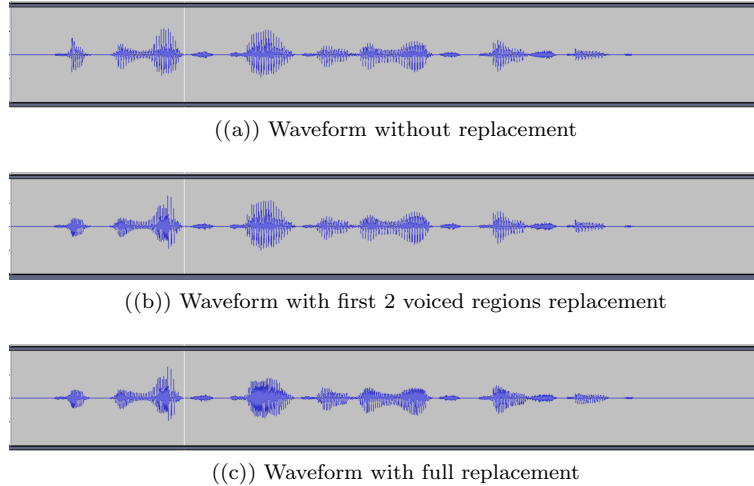 ((a)) Waveform without replacement
((b)) Waveform with first 2 voiced regions replacement
((c)) Waveform with full replacement